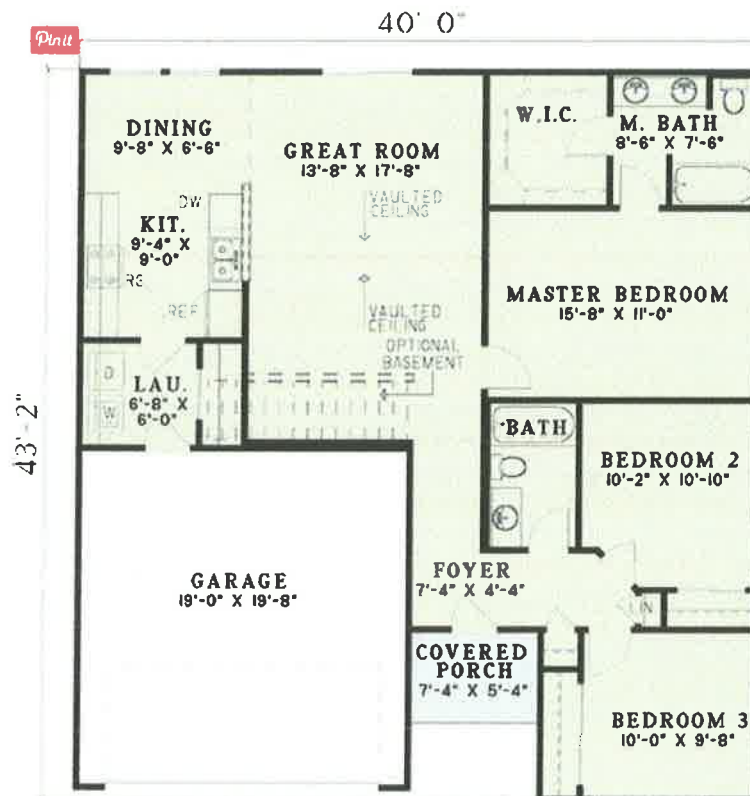 40' 0"
Pinit
DINING
9'-8" X 6'-6"
GREAT ROOM
13'-8" X 17'-8"
W.I.C.
M. BATH
8'-6" X 7'-6"
VAULTED
CEILING
DW
KIT.
9'-4" X
9'-0"
RG
REF
VAULTED
CEILING
OPTIONAL
BASEMENT
MASTER BEDROOM
15'-8" X 11'-0"
D
W
LAU.
6'-8" X
6'-0"
43'-2"
BATH
BEDROOM 2
10'-2" X 10'-10"
GARAGE
19'-0" X 19'-8"
FOYER
7'-4" X 4'-4"
LIN
COVERED
PORCH
7'-4" X 5'-4"
BEDROOM 3
10'-0" X 9'-8"